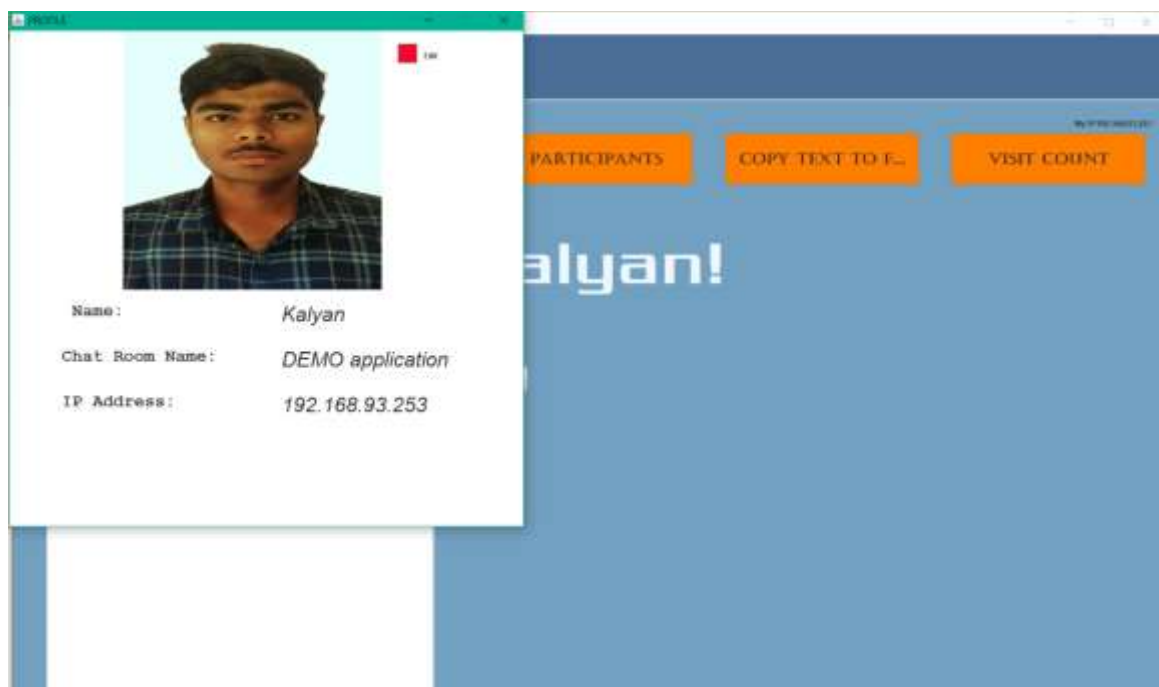 PROFILE
PARTICIPANTS
COPY TEXT TO F...
VISIT COUNT
alyan!
Name:
Kalyan
Chat Room Name:
DEMO application
IP Address:
192.168.93.253